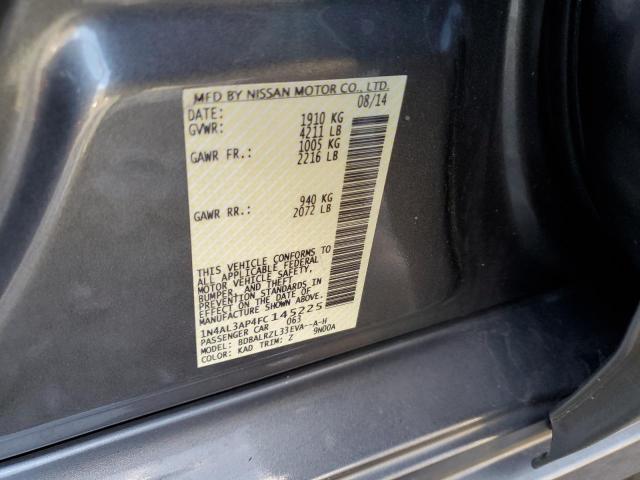 MFD BY NISSAN MOTOR CO., LTD.
DATE: 08/14
GVWR: 1910 KG
4211 LB
GAWR FR.: 1005 KG
2216 LB
GAWR RR.: 940 KG
2072 LB
THIS VEHICLE CONFORMS TO
ALL APPLICABLE FEDERAL
MOTOR VEHICLE SAFETY,
BUMPER, AND THEFT
PREVENTION STANDARDS IN
EFFECT ON THE DATE OF
MANUFACTURE SHOWN ABOVE.
1N4AL3AP4FC145225
PASSENGER CAR 063
MODEL: BDBALRZL33EVA--A-H
COLOR: KAD TRIM: Z 9N00A